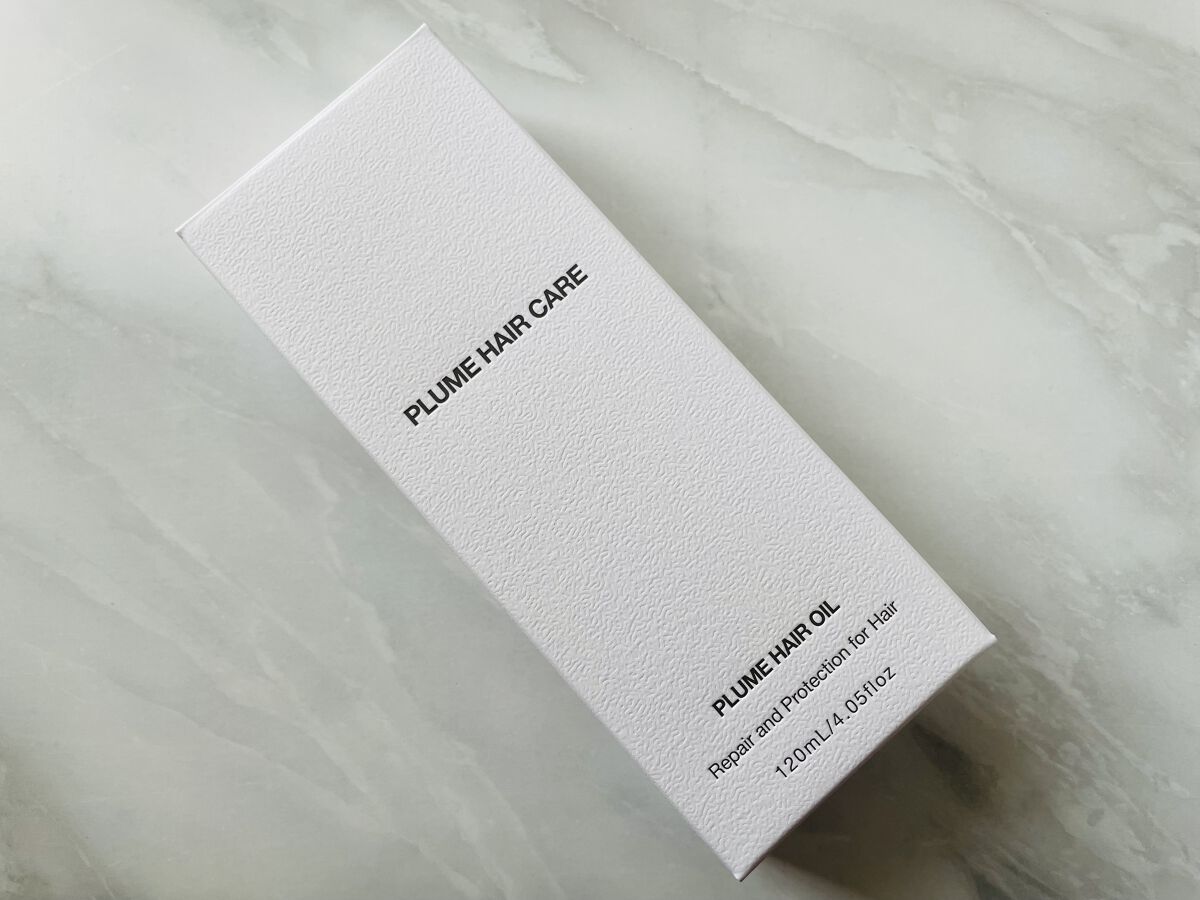 PLUME HAIR CARE
PLUME HAIR OIL
Repair and Protection for Hair
120mL/4.05floz